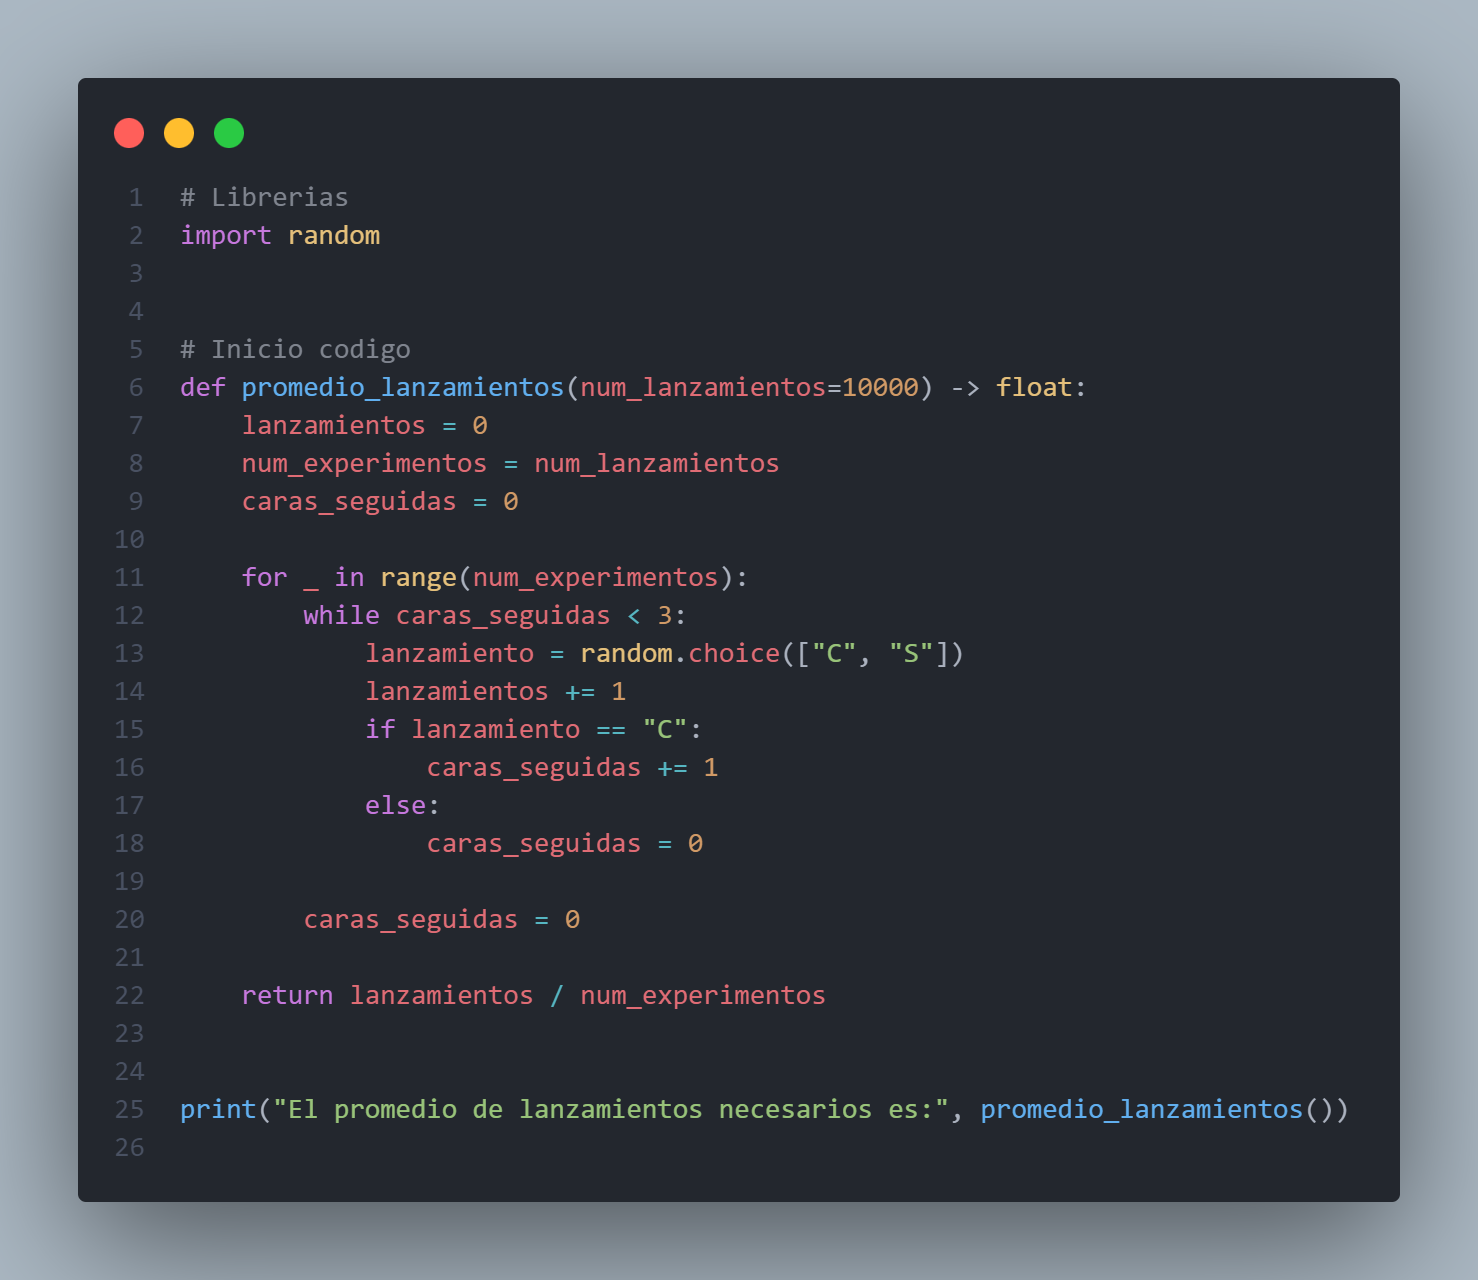 1 # Librerias
2 import random
3
4
5 # Inicio codigo
6 def promedio_lanzamientos(num_lanzamientos=10000) -> float:
7     lanzamientos = 0
8     num_experimentos = num_lanzamientos
9     caras_seguidas = 0
10
11     for _ in range(num_experimentos):
12         while caras_seguidas < 3:
13             lanzamiento = random.choice(["C", "S"])
14             lanzamientos += 1
15             if lanzamiento == "C":
16                 caras_seguidas += 1
17             else:
18                 caras_seguidas = 0
19
20         caras_seguidas = 0
21
22     return lanzamientos / num_experimentos
23
24
25 print("El promedio de lanzamientos necesarios es:", promedio_lanzamientos())
26